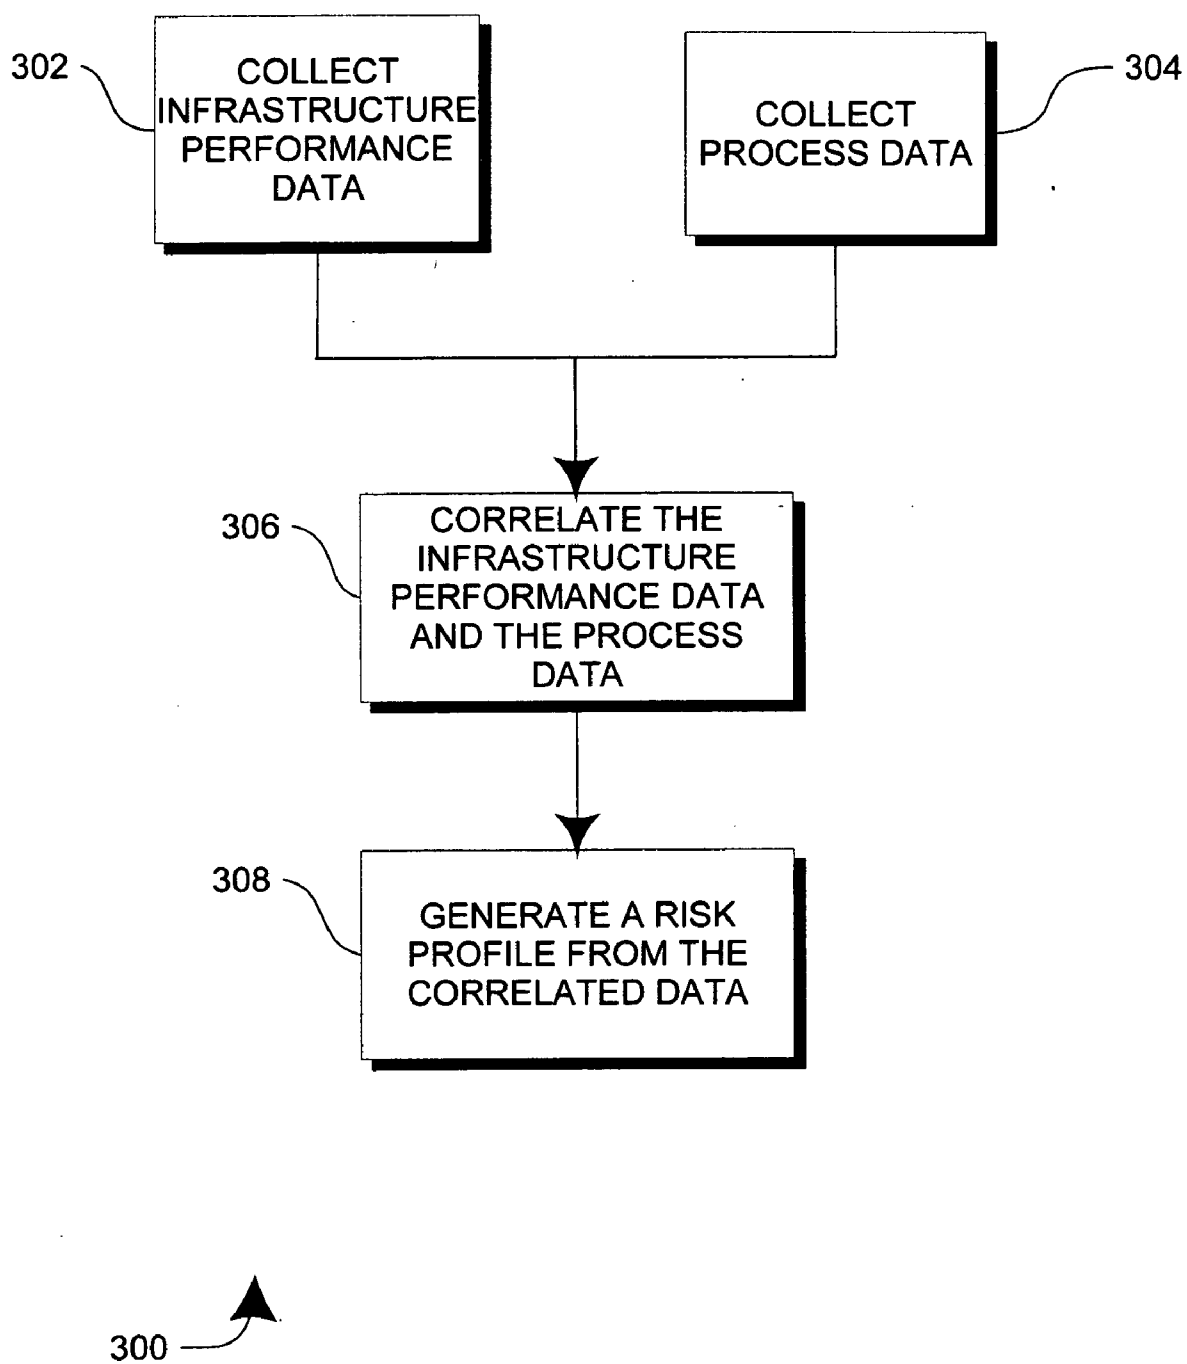 302
COLLECT
INFRASTRUCTURE
PERFORMANCE
DATA
304
COLLECT
PROCESS DATA
306
CORRELATE THE
INFRASTRUCTURE
PERFORMANCE DATA
AND THE PROCESS
DATA
308
GENERATE A RISK
PROFILE FROM THE
CORRELATED DATA
300